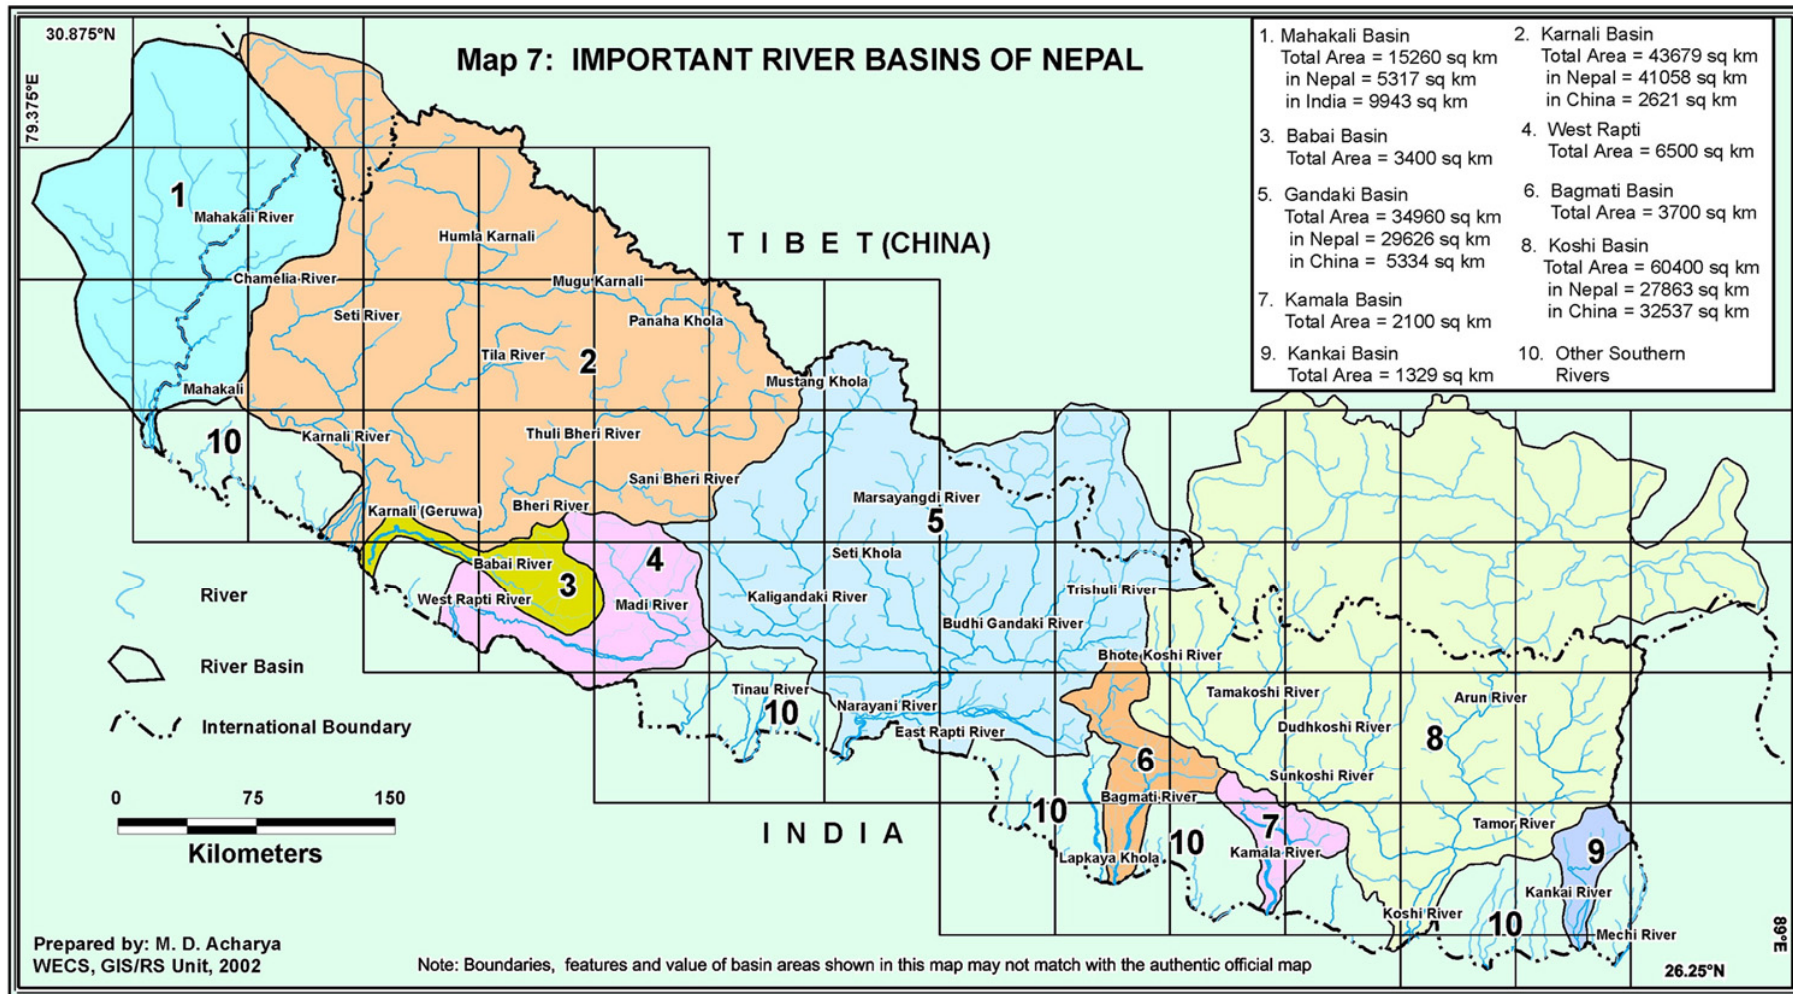 30.875°N
79.375°E
Map 7: IMPORTANT RIVER BASINS OF NEPAL
1. Mahakali Basin
Total Area = 15260 sq km
in Nepal = 5317 sq km
in India = 9943 sq km
2. Karnali Basin
Total Area = 43679 sq km
in Nepal = 41058 sq km
in China = 2621 sq km
3. Babai Basin
Total Area = 3400 sq km
4. West Rapti
Total Area = 6500 sq km
5. Gandaki Basin
Total Area = 34960 sq km
in Nepal = 29626 sq km
in China = 5334 sq km
6. Bagmati Basin
Total Area = 3700 sq km
7. Kamala Basin
Total Area = 2100 sq km
8. Koshi Basin
Total Area = 60400 sq km
in Nepal = 27863 sq km
in China = 32537 sq km
9. Kankai Basin
Total Area = 1329 sq km
10. Other Southern
Rivers
1
Mahakali River
Humla Karnali
T I B E T (CHINA)
Chamelia River
Mugu Karnali
Seti River
Panaha Khola
Tila River
2
Mustang Khola
Mahakali
10
Karnali River
Thuli Bheri River
Sani Bheri River
Marsayangdi River
Karnali (Geruwa)
Bheri River
5
Seti Khola
Babai River
4
3
West Rapti River
Madi River
Kaligandaki River
Trishuli River
Budhi Gandaki River
Bhote Koshi River
Tinau River
10
Narayani River
East Rapti River
Tamakoshi River
Arun River
Dudhkoshi River
8
6
Sunkoshi River
Bagmati River
10
10
7
Tamor River
Kamala River
9
Lapkaya Khola
Kankai River
Koshi River
10
Mechi River
I N D I A
River
River Basin
International Boundary
0 75 150
Kilometers
Prepared by: M. D. Acharya
WECS, GIS/RS Unit, 2002
Note: Boundaries, features and value of basin areas shown in this map may not match with the authentic official map
89°E
26.25°N